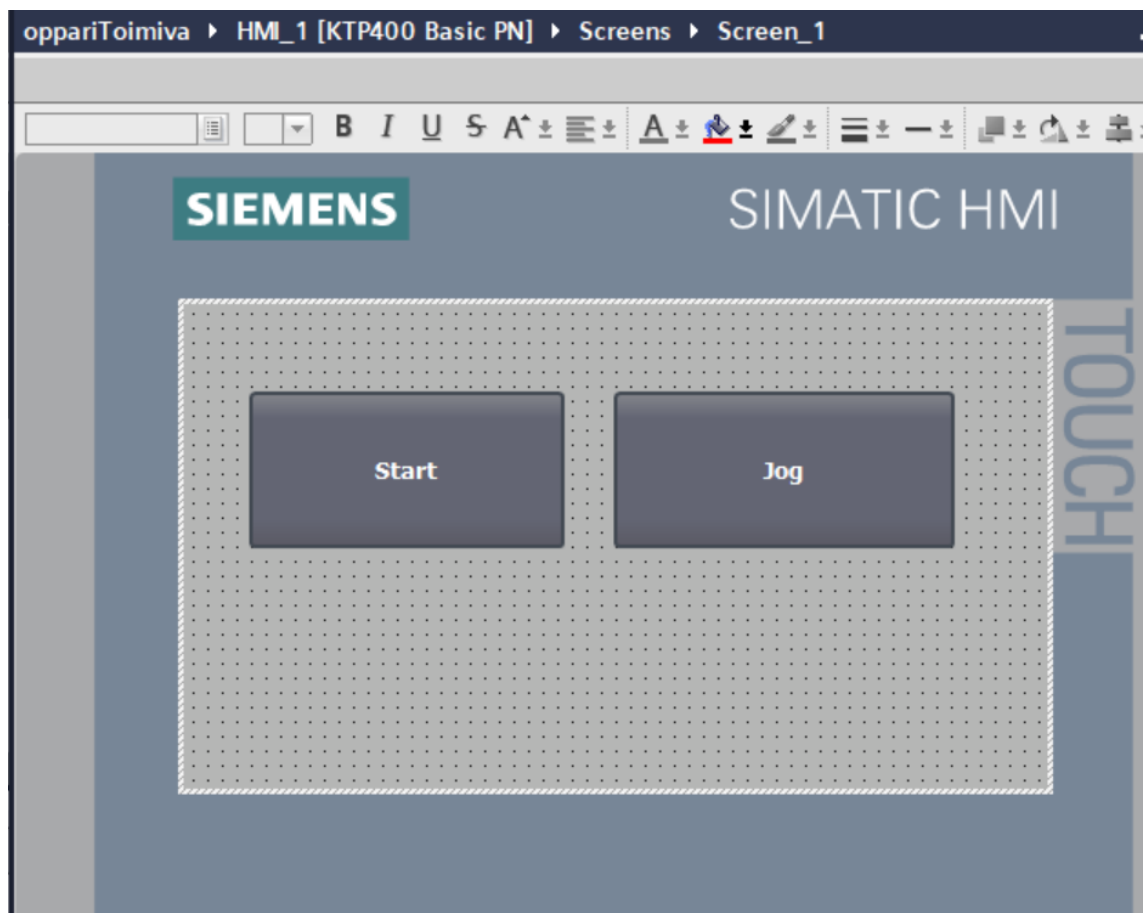 oppariToimiva ▸ HMI_1 [KTP400 Basic PN] ▸ Screens ▸ Screen_1
B I U S A A
SIEMENS SIMATIC HMI
TOUCH
Start Jog